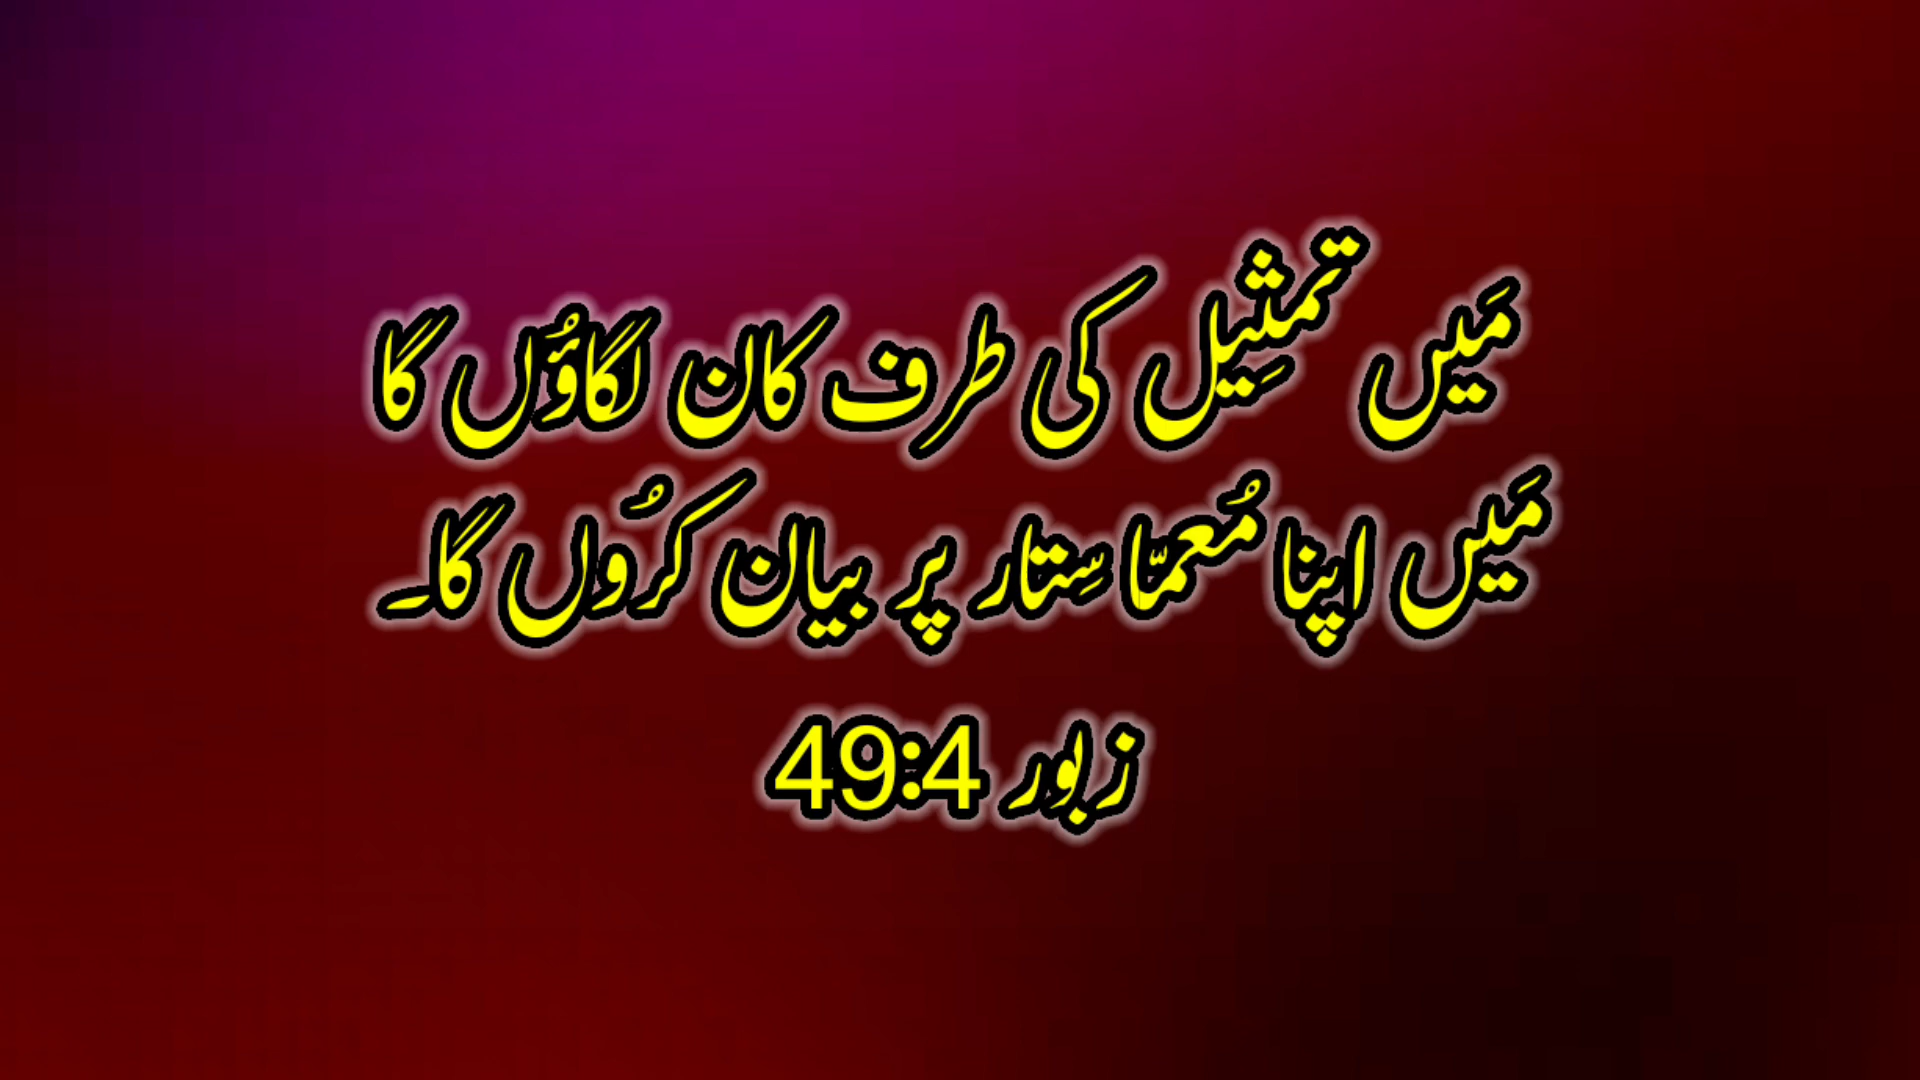 مَیں تمثِیل کی طرف کان لگاؤُں گا
مَیں اپنا مُعمّا سِتار پر بیان کرُوں گا۔
زبور 49:4